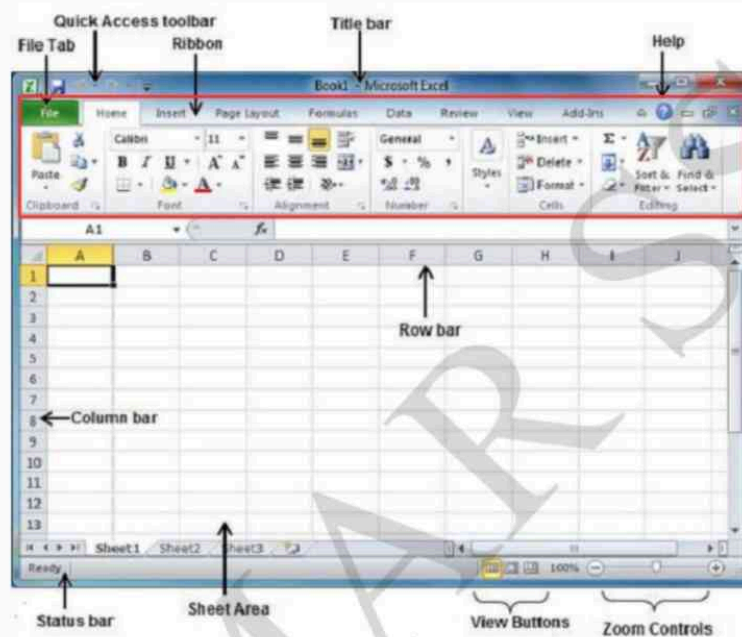 Quick Access toolbar
Title bar
File Tab
Ribbon
Help
Book1 - Microsoft Excel
File Home Insert Page Layout Formulas Data Review View Add-Ins
Calibri 11 General Insert Σ
Paste B I U A A A $ % , Styles Delete Sort & Filter Find & Select
Format
Clipboard Font Alignment Number Cells Editing
A1 fx
A B C D E F G H I J
1
2
3
4
Row bar
5
6
7
8 Column bar
9
10
11
12
13
Sheet1 Sheet2 Sheet3
Ready 100%
Status bar
Sheet Area
View Buttons
Zoom Controls